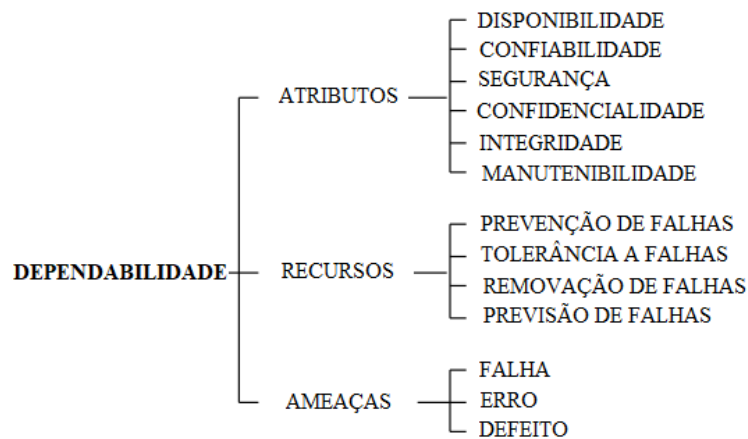 DEPENDABILIDADE
ATRIBUTOS
DISPONIBILIDADE
CONFIABILIDADE
SEGURANÇA
CONFIDENCIALIDADE
INTEGRIDADE
MANUTENIBILIDADE
RECURSOS
PREVENÇÃO DE FALHAS
TOLERÂNCIA A FALHAS
REMOVAÇÃO DE FALHAS
PREVISÃO DE FALHAS
AMEAÇAS
FALHA
ERRO
DEFEITO